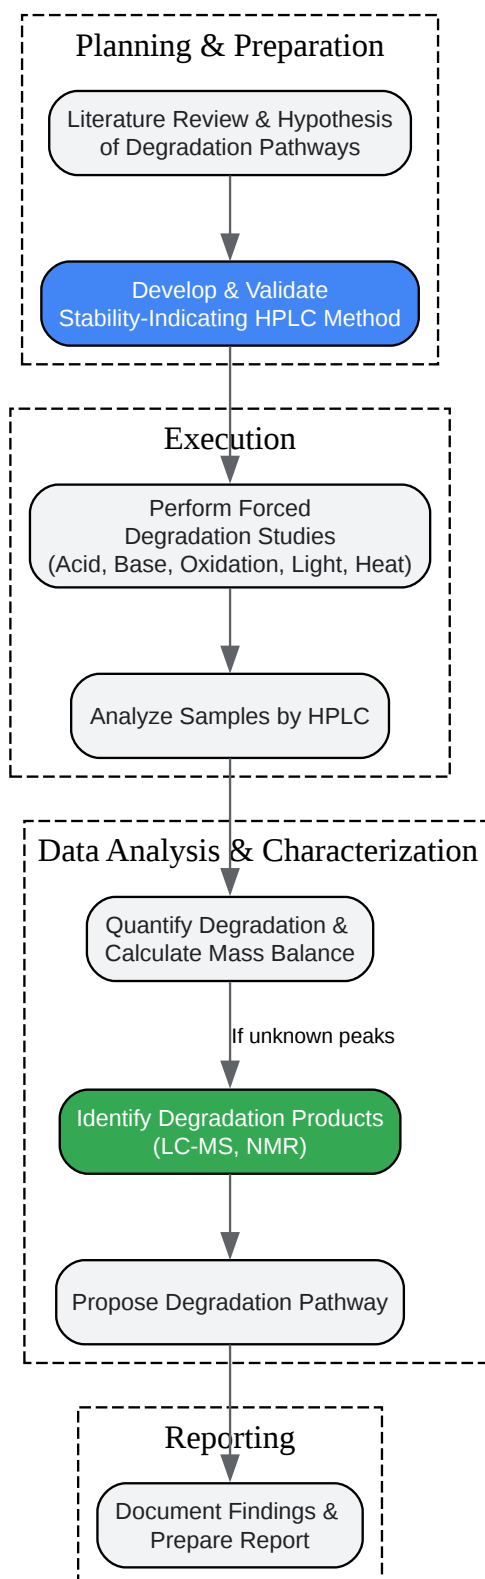 Planning & Preparation
Literature Review & Hypothesis
of Degradation Pathways
Develop & Validate
Stability-Indicating HPLC Method
Execution
Perform Forced
Degradation Studies
(Acid, Base, Oxidation, Light, Heat)
Analyze Samples by HPLC
Data Analysis & Characterization
Quantify Degradation &
Calculate Mass Balance
If unknown peaks
Identify Degradation Products
(LC-MS, NMR)
Propose Degradation Pathway
Reporting
Document Findings &
Prepare Report